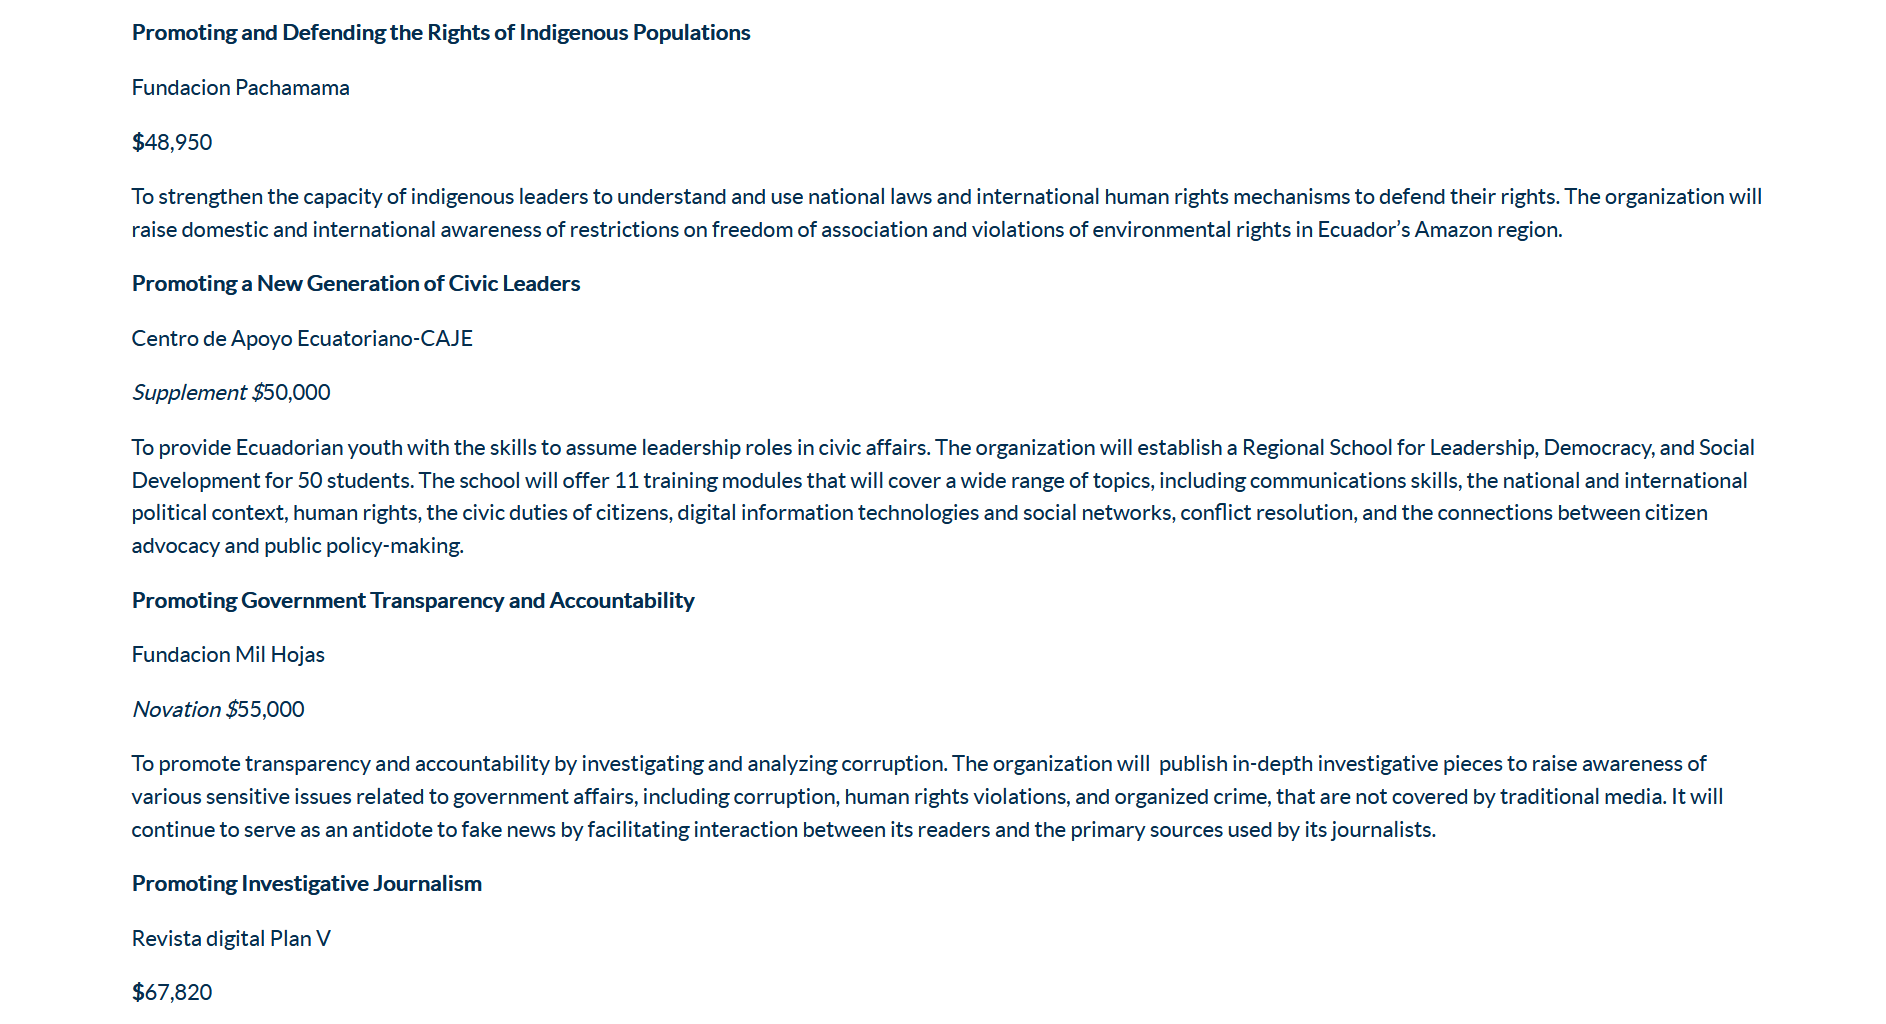 Promoting and Defending the Rights of Indigenous Populations
Fundacion Pachamama
$48,950
To strengthen the capacity of indigenous leaders to understand and use national laws and international human rights mechanisms to defend their rights. The organization will
raise domestic and international awareness of restrictions on freedom of association and violations of environmental rights in Ecuador’s Amazon region.
Promoting a New Generation of Civic Leaders
Centro de Apoyo Ecuatoriano-CAJE
Supplement $50,000
To provide Ecuadorian youth with the skills to assume leadership roles in civic affairs. The organization will establish a Regional School for Leadership, Democracy, and Social
Development for 50 students. The school will offer 11 training modules that will cover a wide range of topics, including communications skills, the national and international
political context, human rights, the civic duties of citizens, digital information technologies and social networks, conflict resolution, and the connections between citizen
advocacy and public policy-making.
Promoting Government Transparency and Accountability
Fundacion Mil Hojas
Novation $55,000
To promote transparency and accountability by investigating and analyzing corruption. The organization will  publish in-depth investigative pieces to raise awareness of
various sensitive issues related to government affairs, including corruption, human rights violations, and organized crime, that are not covered by traditional media. It will
continue to serve as an antidote to fake news by facilitating interaction between its readers and the primary sources used by its journalists.
Promoting Investigative Journalism
Revista digital Plan V
$67,820